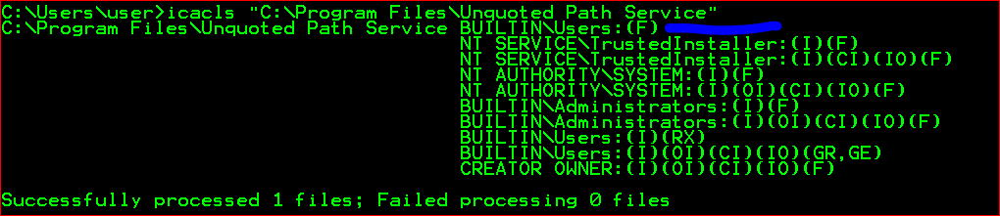 C:\Users\user>icacls "C:\Program Files\Unquoted Path Service"
C:\Program Files\Unquoted Path Service BUILTIN\Users:(F)
NT SERVICE\TrustedInstaller:(I)(F)
NT SERVICE\TrustedInstaller:(I)(CI)(IO)(F)
NT AUTHORITY\SYSTEM:(I)(F)
NT AUTHORITY\SYSTEM:(I)(OI)(CI)(IO)(F)
BUILTIN\Administrators:(I)(F)
BUILTIN\Administrators:(I)(OI)(CI)(IO)(F)
BUILTIN\Users:(I)(RX)
BUILTIN\Users:(I)(OI)(CI)(IO)(GR,GE)
CREATOR OWNER:(I)(OI)(CI)(IO)(F)
Successfully processed 1 files; Failed processing 0 files